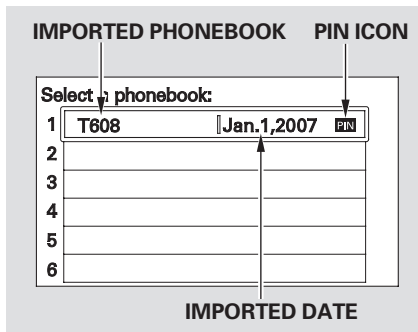 IMPORTED PHONEBOOK PIN ICON
Select a phonebook:
1 T608 Jan.1,2007 PIN
2
3
4
5
6
IMPORTED DATE